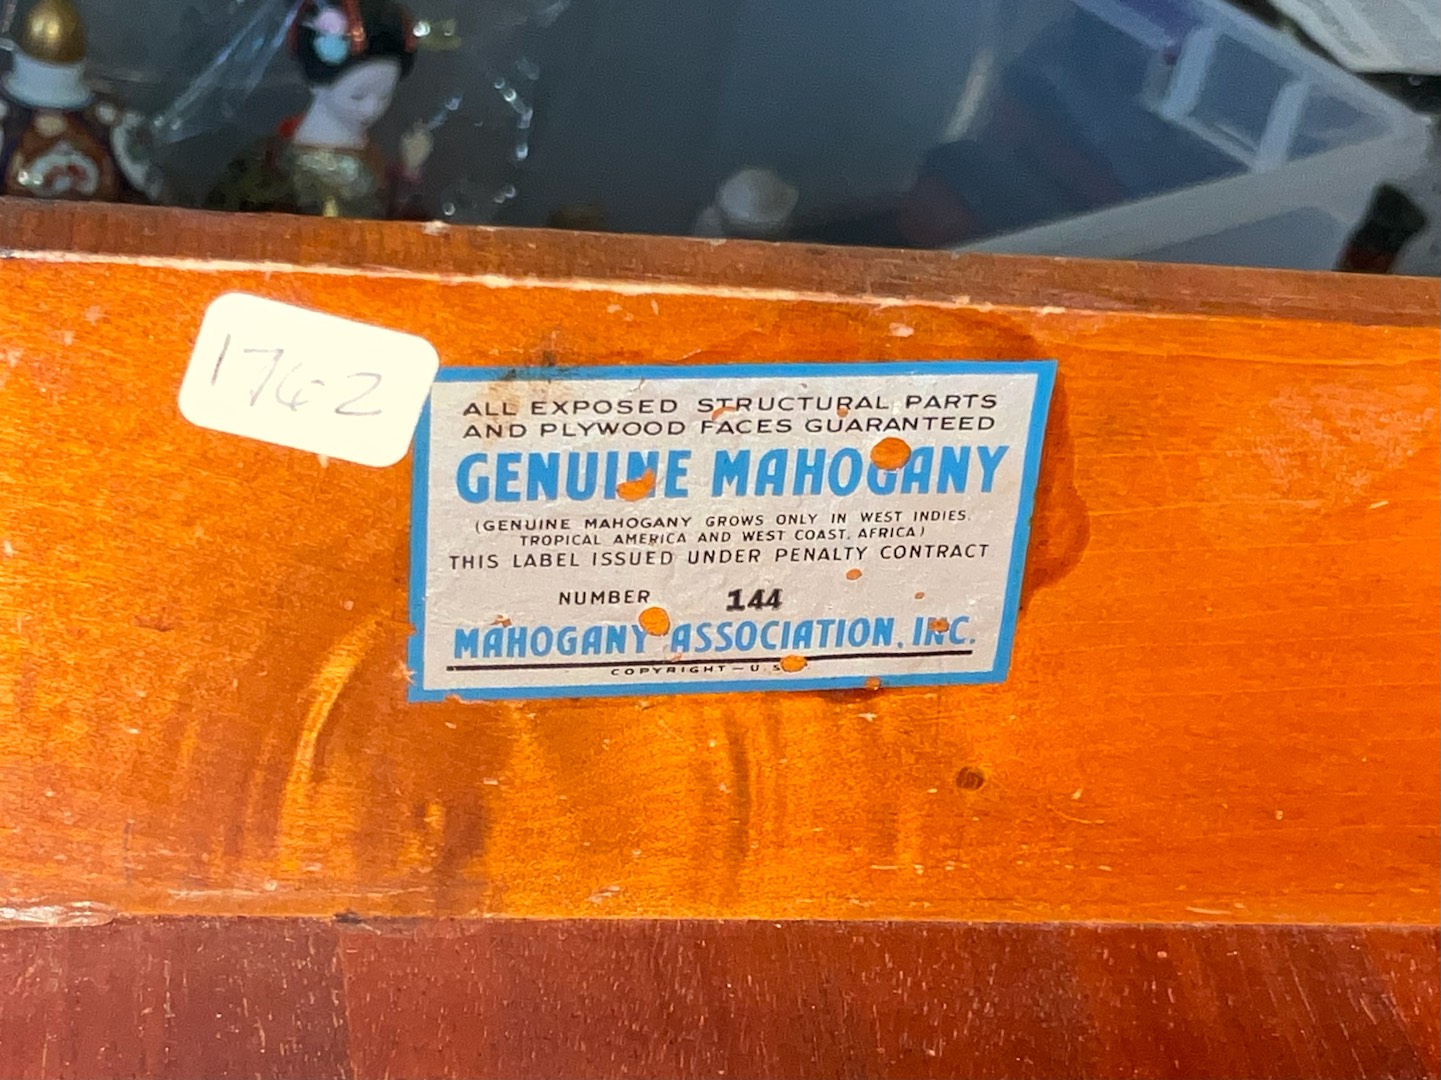 1762
ALL EXPOSED STRUCTURAL PARTS
AND PLYWOOD FACES GUARANTEED
GENUINE MAHOGANY
(GENUINE MAHOGANY GROWS ONLY IN WEST INDIES,
TROPICAL AMERICA AND WEST COAST, AFRICA)
THIS LABEL ISSUED UNDER PENALTY CONTRACT
NUMBER 144
MAHOGANY ASSOCIATION, INC.
COPYRIGHT — U.S.